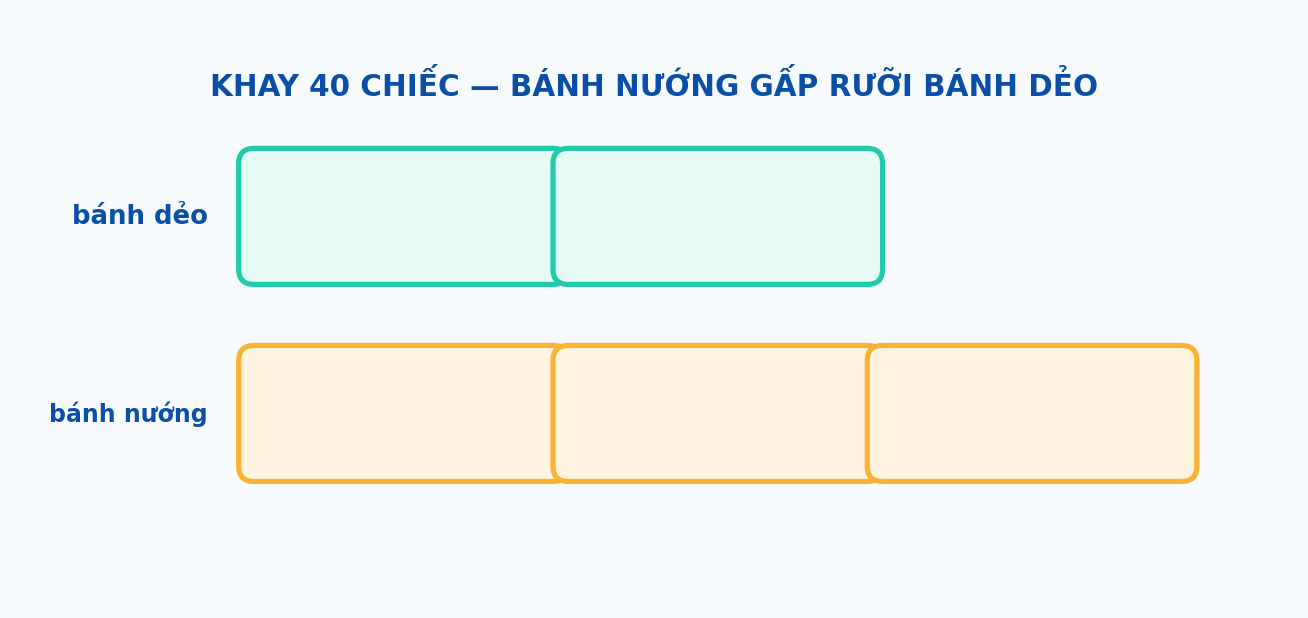 KHAY 40 CHIẾC — BÁNH NƯỚNG GẤP RƯỠI BÁNH DẺO
bánh dẻo
bánh nướng